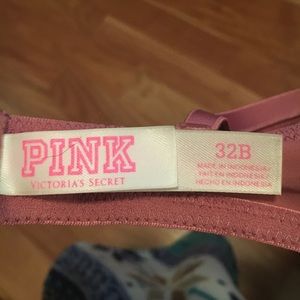 PINK
VICTORIA'S SECRET
32B
MADE IN INDONESIA/
FAIT EN INDONESIE/
HECHO EN INDONESIA